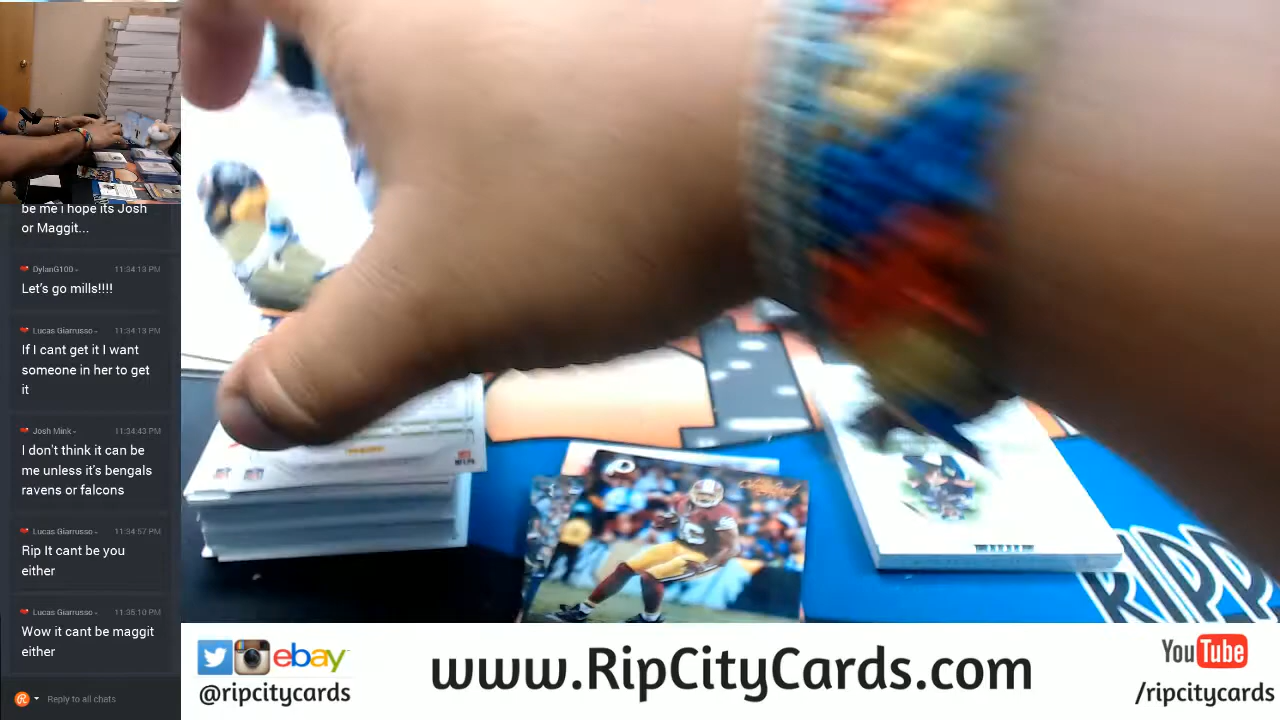 be me i hope its Josh
or Maggit...
DylanG100 - 11:34:13 PM
Let's go mills!!!!
Lucas Giarrusso - 11:34:13 PM
If I cant get it I want
someone in her to get
it
Josh Mink - 11:34:43 PM
I don't think it can be
me unless it's bengals
ravens or falcons
Lucas Giarrusso - 11:34:57 PM
Rip It cant be you
either
Lucas Giarrusso - 11:35:10 PM
Wow it cant be maggit
either
Reply to all chats
RIPP
ebay
@ripcitycards
www.RipCityCards.com
YouTube
/ripcitycards